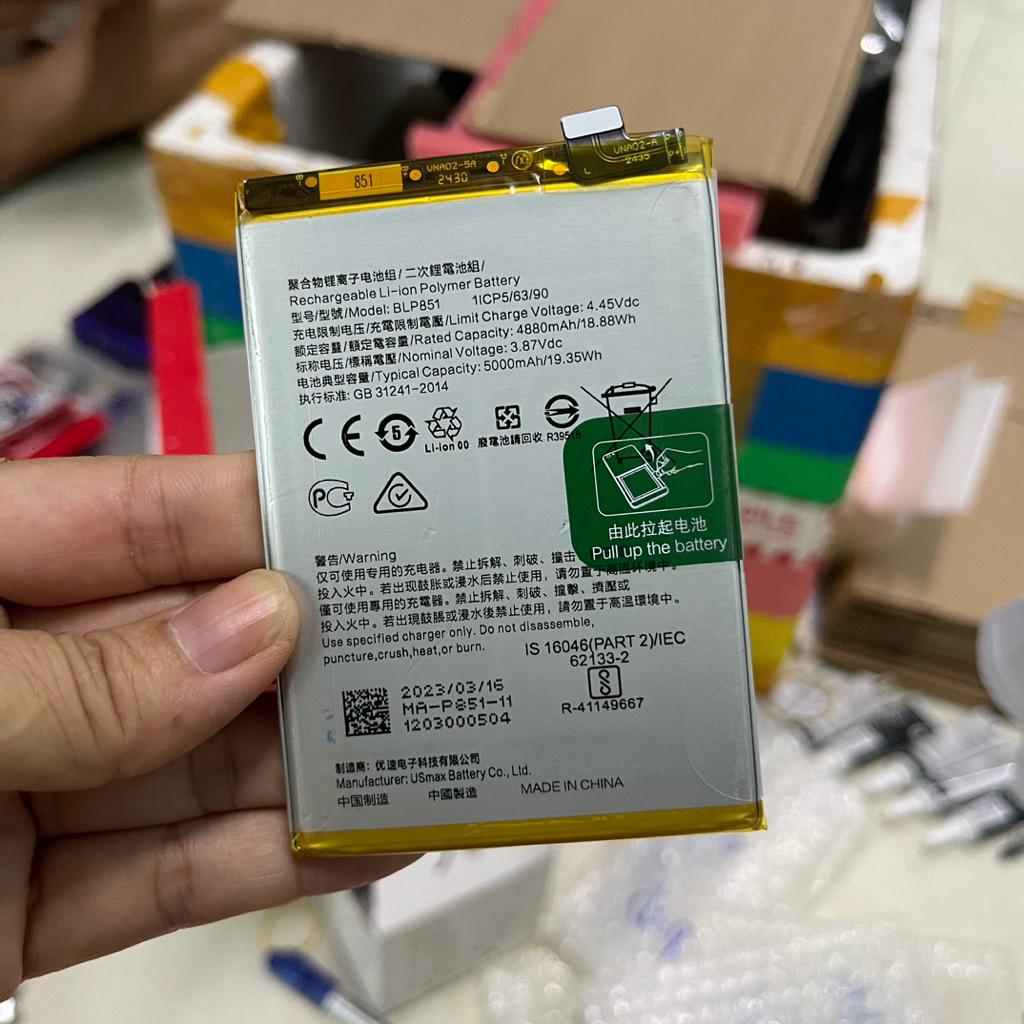 851
VNA02-5A
2430
VNA02-A
2435
聚合物锂离子电池组/二次鋰電池組/
Rechargeable Li-ion Polymer Battery
型号/型號/Model: BLP851 1ICP5/63/90
充电限制电压/充電限制電壓/Limit Charge Voltage: 4.45Vdc
额定容量/額定電容量/Rated Capacity: 4880mAh/18.88Wh
标称电压/標稱電壓/Nominal Voltage: 3.87Vdc
电池典型容量/Typical Capacity: 5000mAh/19.35Wh
执行标准: GB 31241-2014
CE 5
Li-ion 00 廢電池請回收 R39518
PC
由此拉起电池
Pull up the battery
警告/Warning
仅可使用专用的充电器。禁止拆解、刺破、撞击
投入火中。若出现鼓胀或浸水后禁止使用，请勿置于高温环境中。
僅可使用專用的充電器。禁止拆解、刺破、撞擊、擠壓或
投入火中。若出現鼓脹或浸水後禁止使用，請勿置于高溫環境中。
Use specified charger only. Do not disassemble,
puncture,crush,heat,or burn.
IS 16046(PART 2)/IEC
62133-2
R-41149667
2023/03/16
MA-P851-11
1203000504
制造商：优速电子科技有限公司
Manufacturer: USmax Battery Co., Ltd.
中国制造 中國製造 MADE IN CHINA